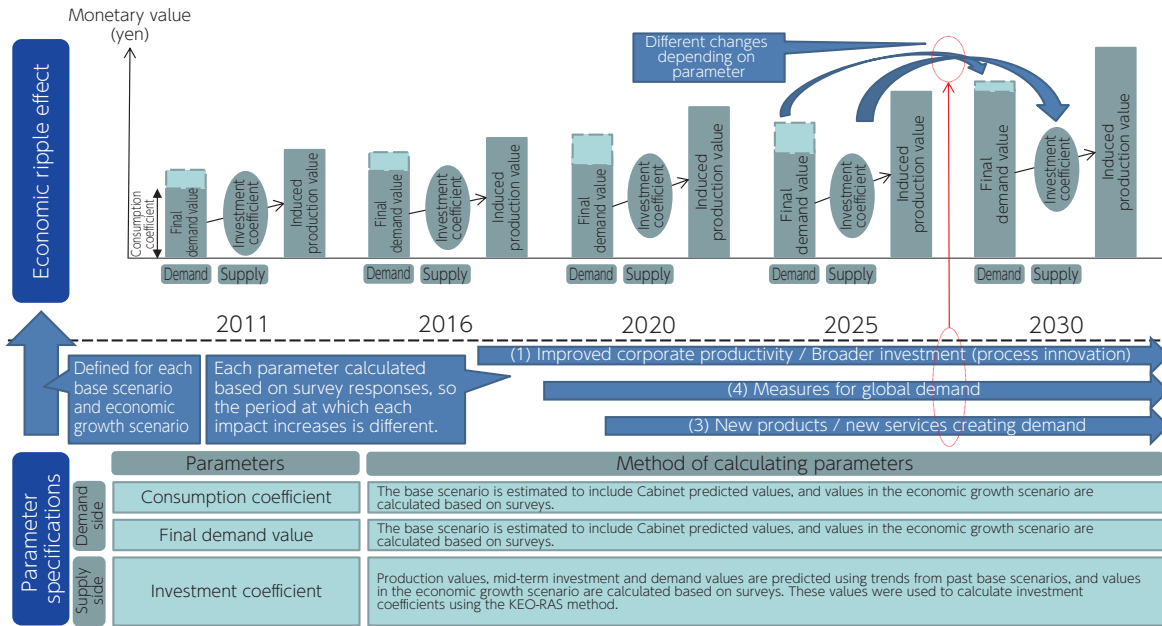 Monetary value
(yen)
Economic ripple effect
Different changes
depending on
parameter
Consumption
coefficient
Final
demand value
Investment
coefficient
Induced
production value
Final
demand value
Investment
coefficient
Induced
production value
Final
demand value
Investment
coefficient
Induced
production value
Final
demand value
Investment
coefficient
Induced
production value
Final
demand value
Investment
coefficient
Induced
production value
Demand Supply
Demand Supply
Demand Supply
Demand Supply
Demand Supply
2011 2016 2020 2025 2030
Defined for each
base scenario
and economic
growth scenario
Each parameter calculated
based on survey responses, so
the period at which each
impact increases is different.
(1) Improved corporate productivity / Broader investment (process innovation)
(4) Measures for global demand
(3) New products / new services creating demand
Parameter
specifications
Parameters
Method of calculating parameters
Demand
side
Consumption coefficient
The base scenario is estimated to include Cabinet predicted values, and values in the economic growth scenario are
calculated based on surveys.
Final demand value
The base scenario is estimated to include Cabinet predicted values, and values in the economic growth scenario are
calculated based on surveys.
Supply
side
Investment coefficient
Production values, mid-term investment and demand values are predicted using trends from past base scenarios, and values
in the economic growth scenario are calculated based on surveys. These values were used to calculate investment
coefficients using the KEO-RAS method.